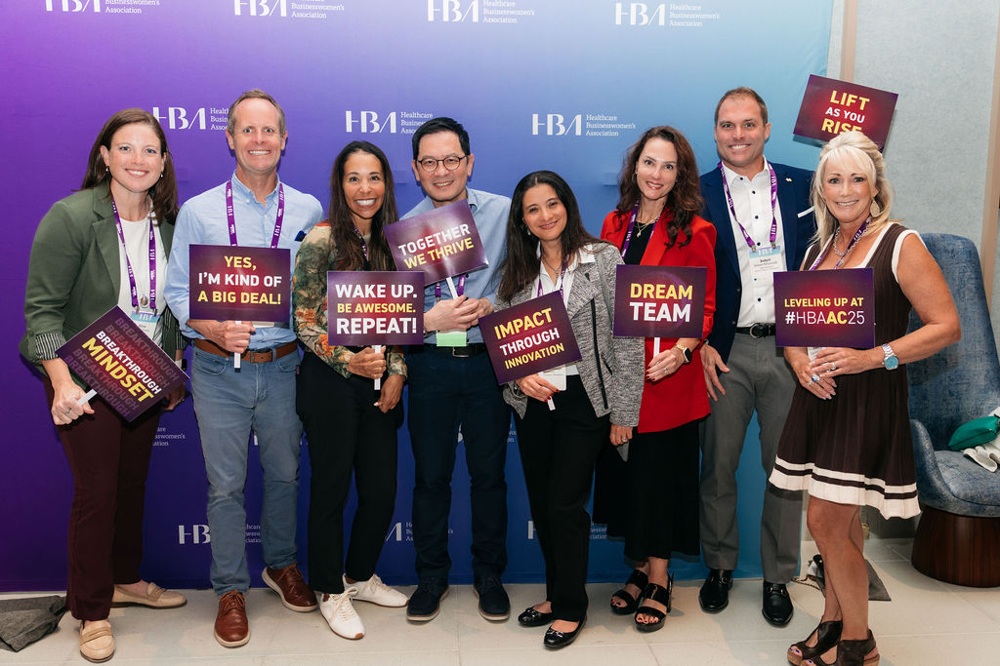 HBA
Healthcare
Businesswomen's
Association
HBA
Businesswomen's
Association
HBA
Healthcare
Businesswomen's
Association
HBA
Healthcare
Businesswomen's
Association
HBA
HBA
Healthcare
Businesswomen's
Association
HBA
Healthcare
Businesswomen's
Association
LIFT
AS YOU
RISE
TOGETHER
WE THRIVE
YES,
I'M KIND OF
A BIG DEAL!
WAKE UP.
BE AWESOME.
REPEAT!
DREAM
TEAM
LEVELING UP AT
#HBAAC25
IMPACT
THROUGH
INNOVATION
BREAKTHROUGH
MINDSET
BREAKTHROUGH
HBA
Healthcare
Businesswomen's
Association